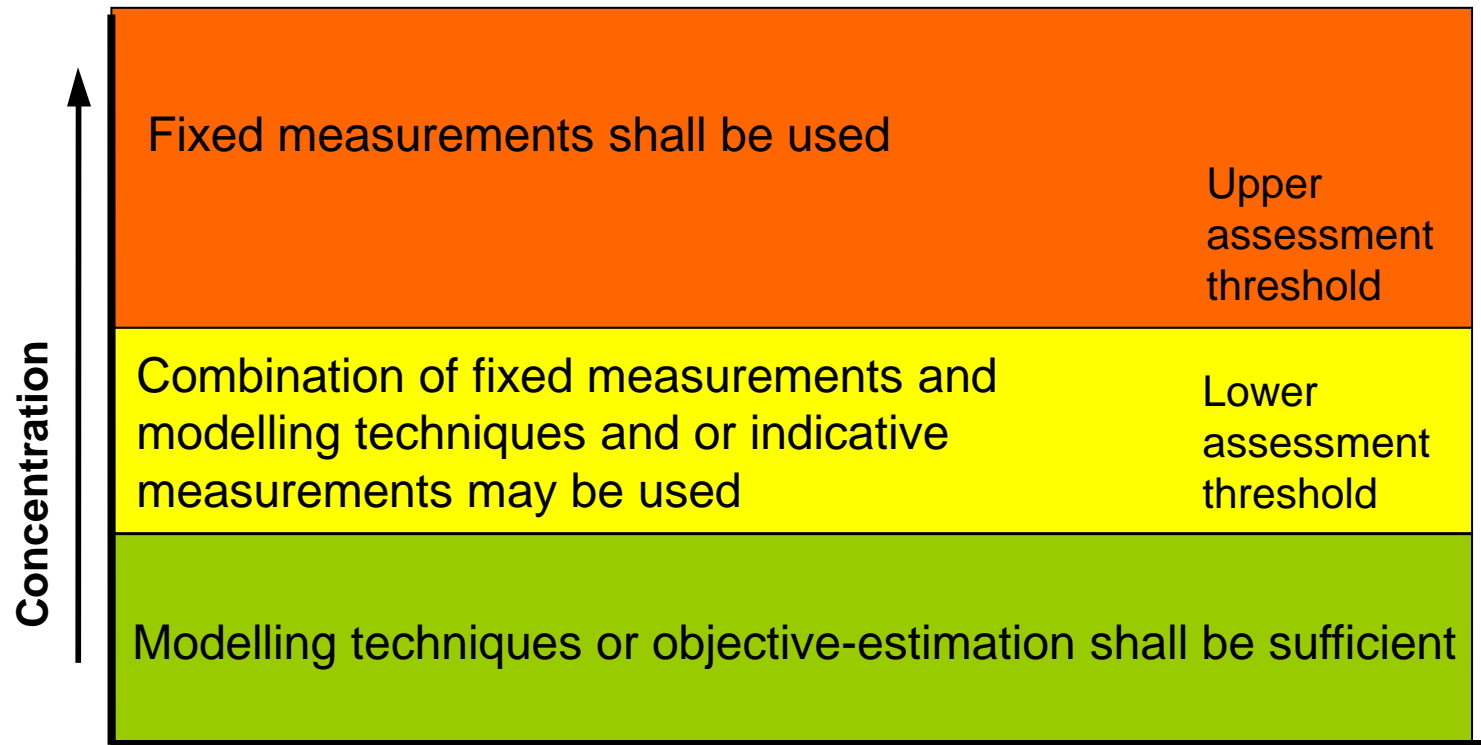 Fixed measurements shall be used
Upper
assessment
threshold
Concentration
Combination of fixed measurements and
modelling techniques and or indicative
measurements may be used
Lower
assessment
threshold
Modelling techniques or objective-estimation shall be sufficient